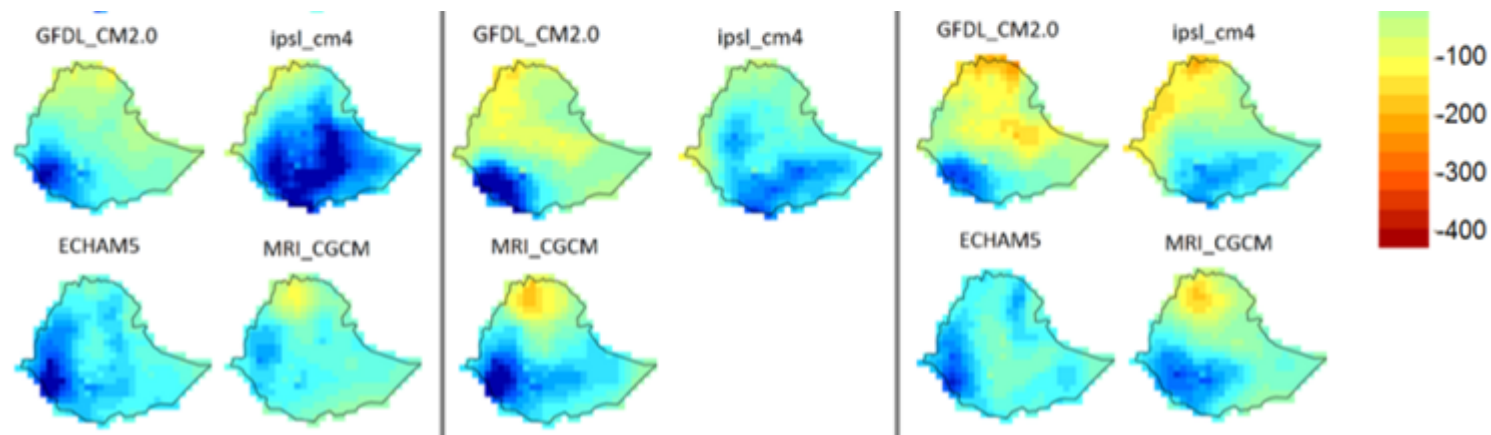 GFDL_CM2.0 ipsl_cm4
ECHAM5 MRI_CGCM
GFDL_CM2.0 ipsl_cm4
MRI_CGCM
GFDL_CM2.0 ipsl_cm4
ECHAM5 MRI_CGCM
-100
-200
-300
-400